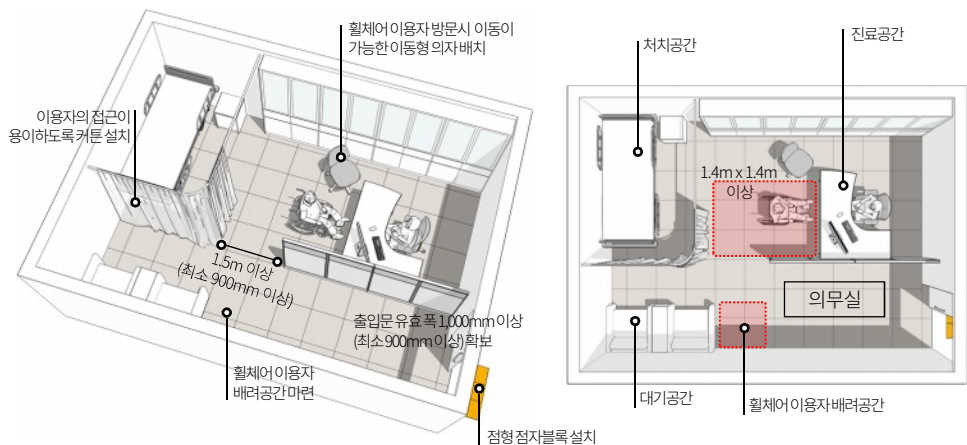 휠체어 이용자 방문시 이동이
가능한 이동형 의자 배치
이용자의 접근이
용이하도록 커튼 설치
1.5m 이상
(최소 900mm 이상)
출입문 유효 폭 1,000mm 이상
(최소 900mm 이상) 확보
휠체어 이용자
배려공간 마련
점형 점자블록 설치
처치공간
진료공간
1.4m x 1.4m
이상
의무실
대기공간
휠체어 이용자 배려공간